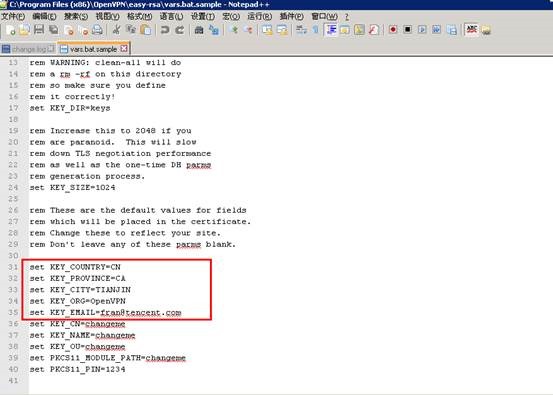 C:\Program Files (x86)\OpenVPN\easy-rsa\vars.bat.sample - Notepad++
文件(F) 编辑(E) 搜索(S) 视图(V) 格式(M) 语言(L) 设置(T) 宏(O) 运行(R) 插件(P) 窗口(W) ?
change.log vars.bat.sample
13 rem WARNING: clean-all will do
14 rem a rm -rf on this directory
15 rem so make sure you define
16 rem it correctly!
17 set KEY_DIR=keys
18
19 rem Increase this to 2048 if you
20 rem are paranoid.  This will slow
21 rem down TLS negotiation performance
22 rem as well as the one-time DH parms
23 rem generation process.
24 set KEY_SIZE=1024
25
26 rem These are the default values for fields
27 rem which will be placed in the certificate.
28 rem Change these to reflect your site.
29 rem Don't leave any of these parms blank.
30
31 set KEY_COUNTRY=CN
32 set KEY_PROVINCE=CA
33 set KEY_CITY=TIANJIN
34 set KEY_ORG=OpenVPN
35 set KEY_EMAIL=fran@tencent.com
36 set KEY_CN=changeme
37 set KEY_NAME=changeme
38 set KEY_OU=changeme
39 set PKCS11_MODULE_PATH=changeme
40 set PKCS11_PIN=1234
41